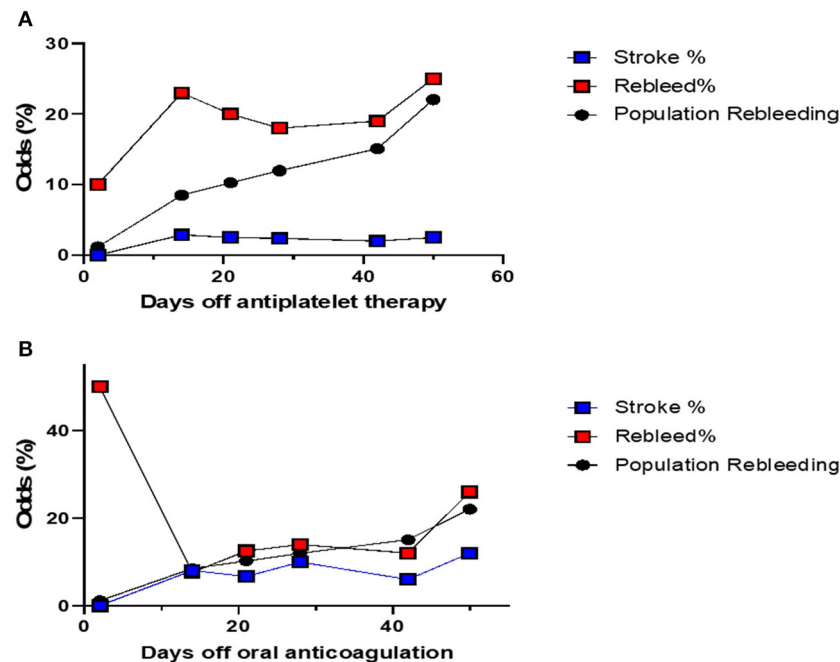 A
30
20
10
0
Odds (%)
0 20 40 60
Days off antiplatelet therapy
Stroke %
Rebleed%
Population Rebleeding
B
40
20
0
Odds (%)
0 20 40
Days off oral anticoagulation
Stroke %
Rebleed%
Population Rebleeding